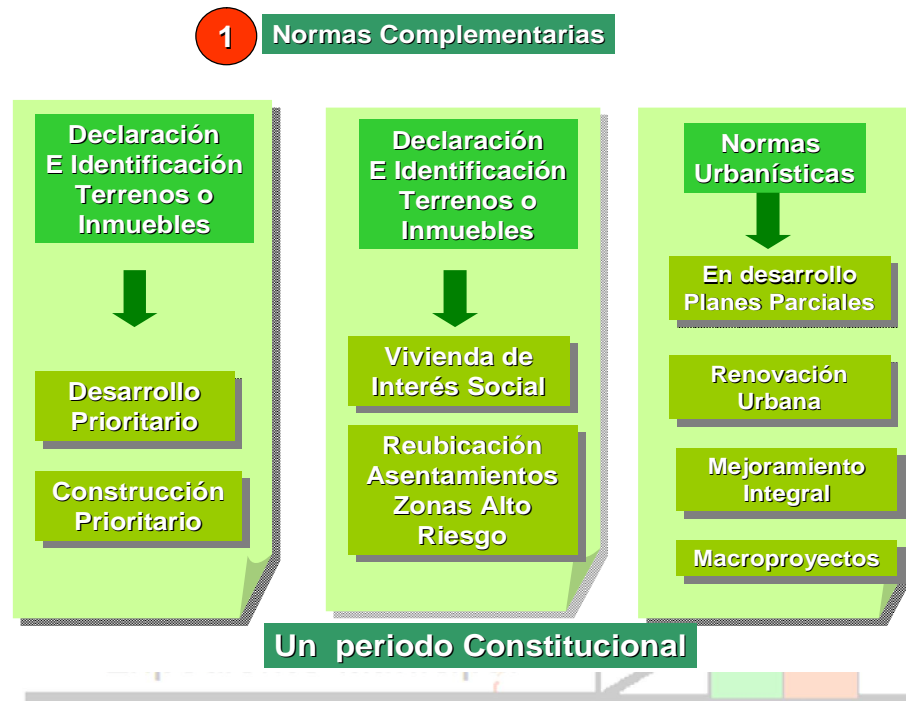 1
Normas Complementarias
Declaración
E Identificación
Terrenos o
Inmuebles
Desarrollo
Prioritario
Construcción
Prioritario
Declaración
E Identificación
Terrenos o
Inmuebles
Vivienda de
Interés Social
Reubicación
Asentamientos
Zonas Alto
Riesgo
Normas
Urbanísticas
En desarrollo
Planes Parciales
Renovación
Urbana
Mejoramiento
Integral
Macroproyectos
Un periodo Constitucional